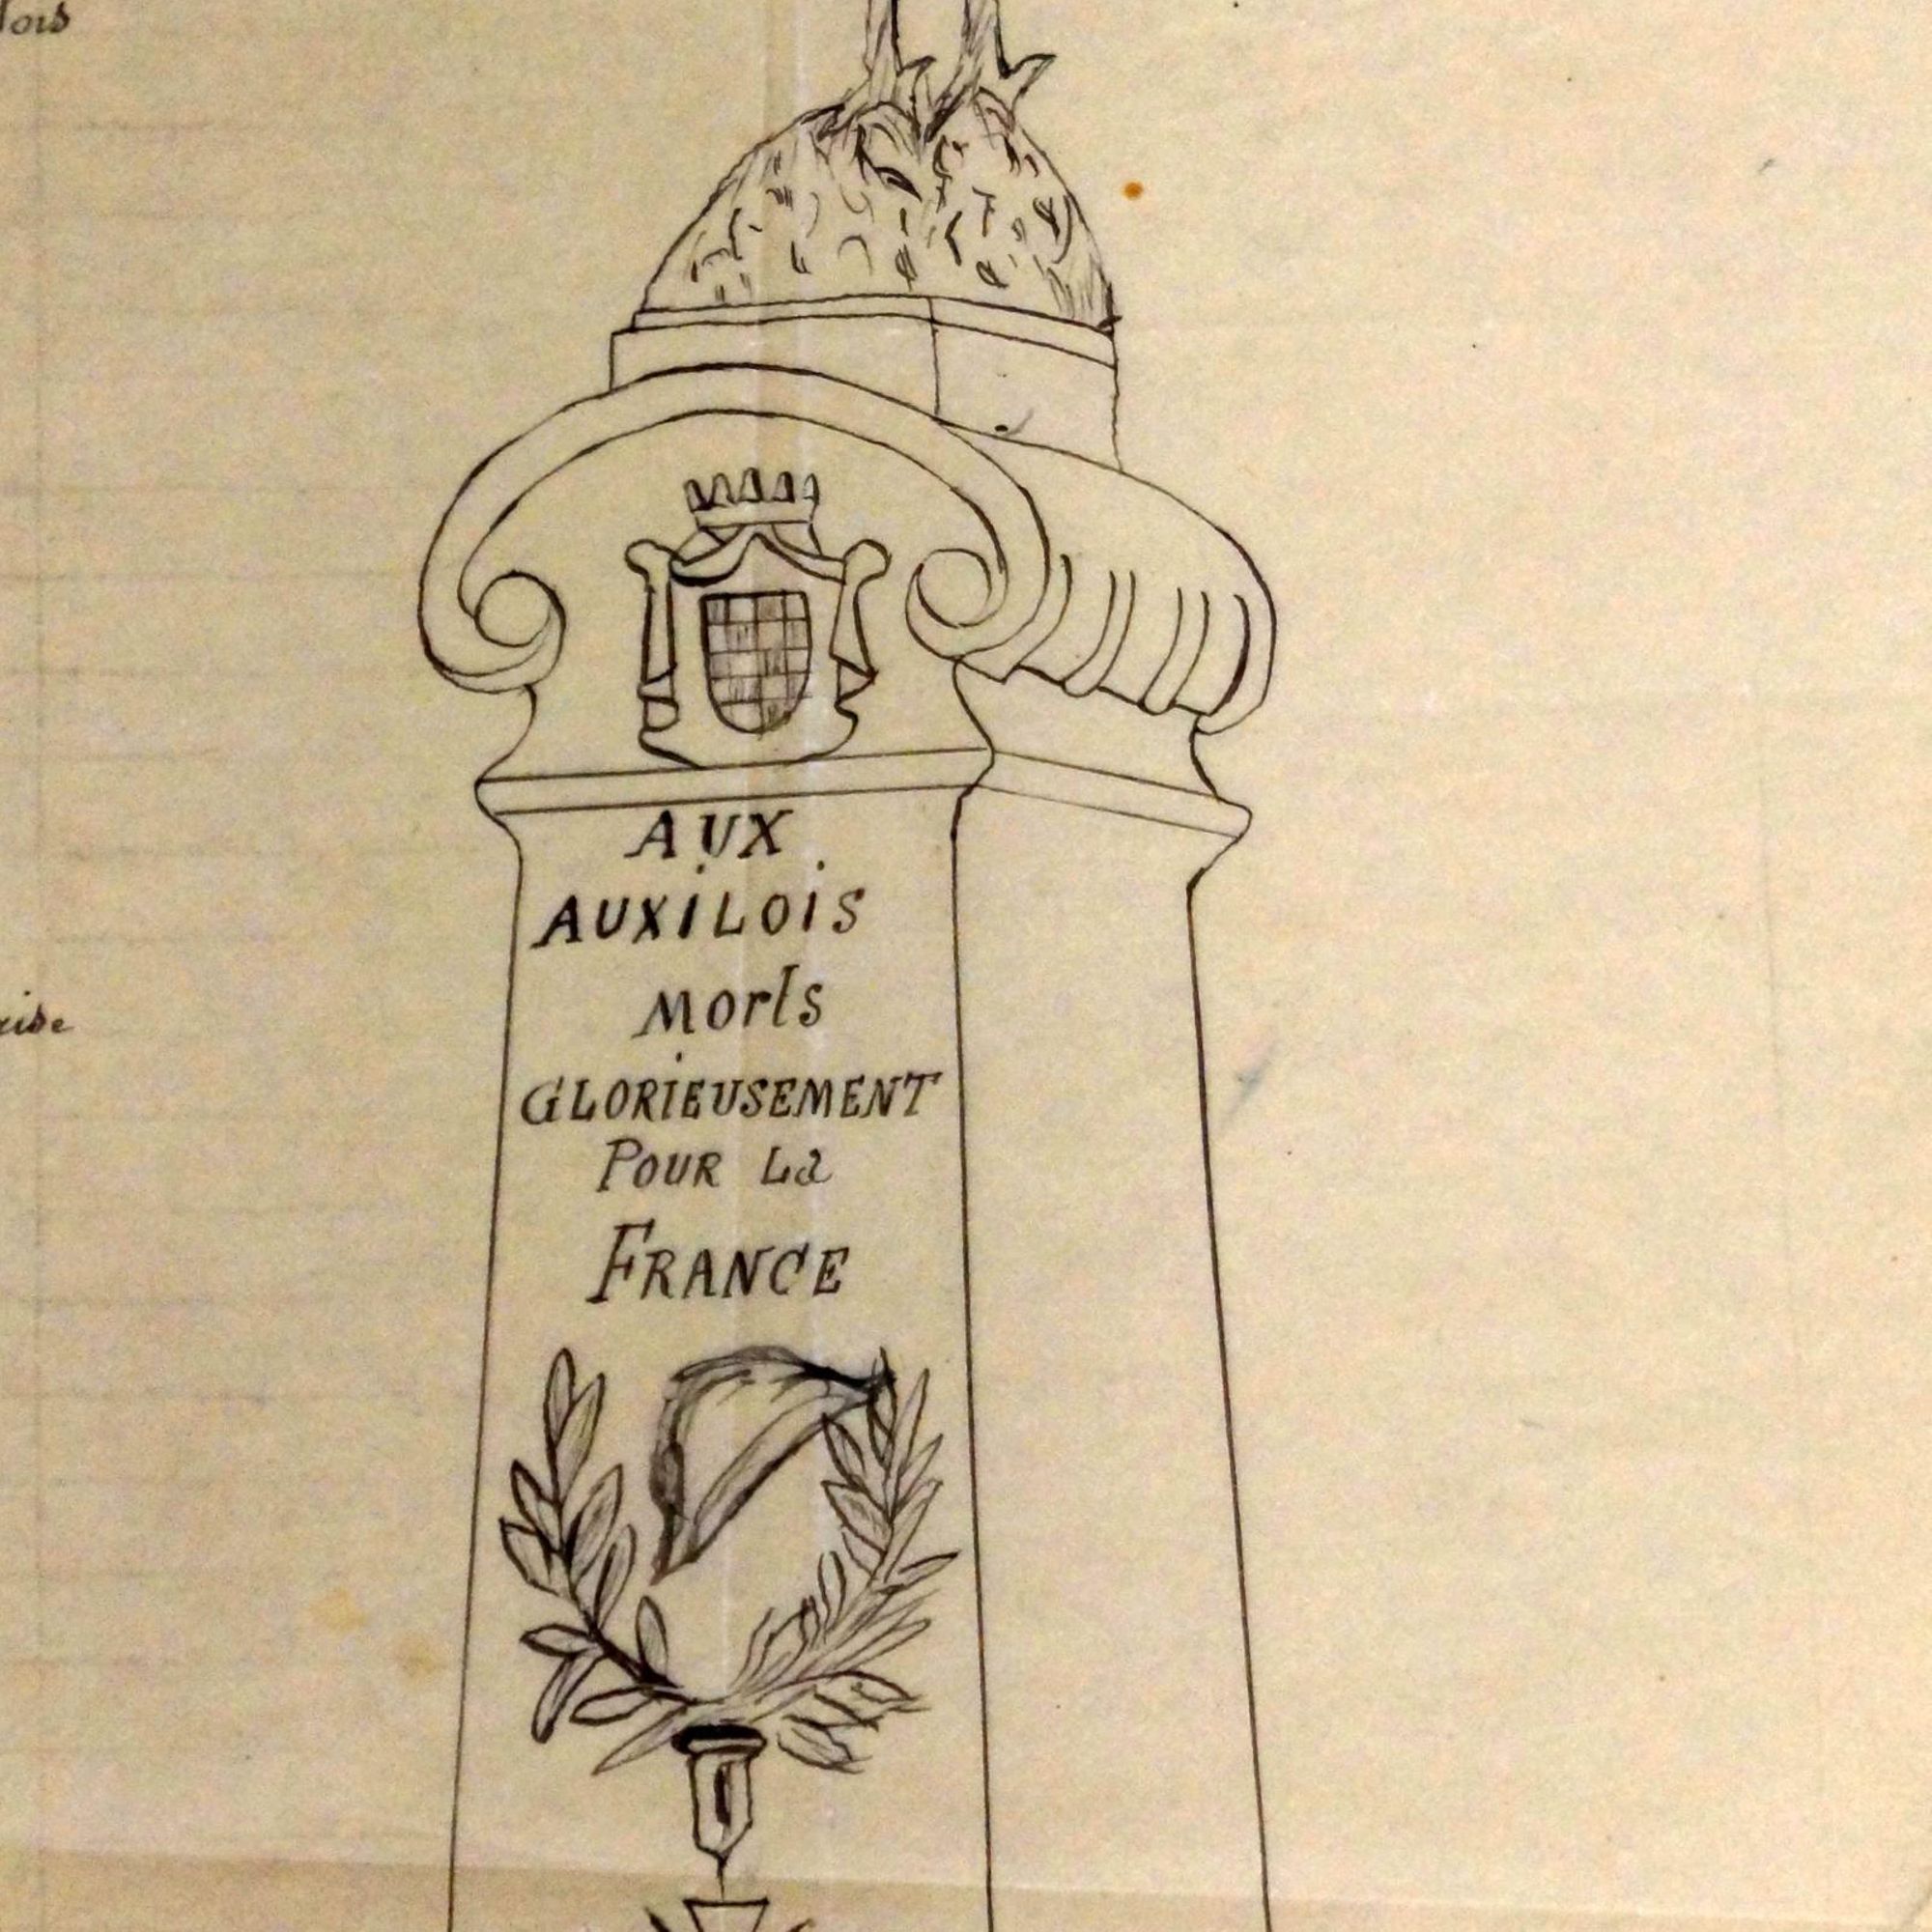 AUX
AUXILOIS
Morts
GLORIEUSEMENT
POUR La
FRANCE